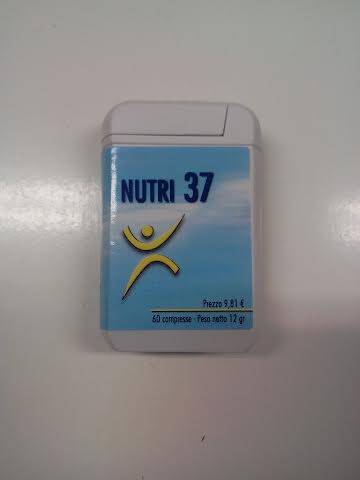 NUTRI 37
Prezzo 9,81 €
60 compresse - Peso netto 12 gr